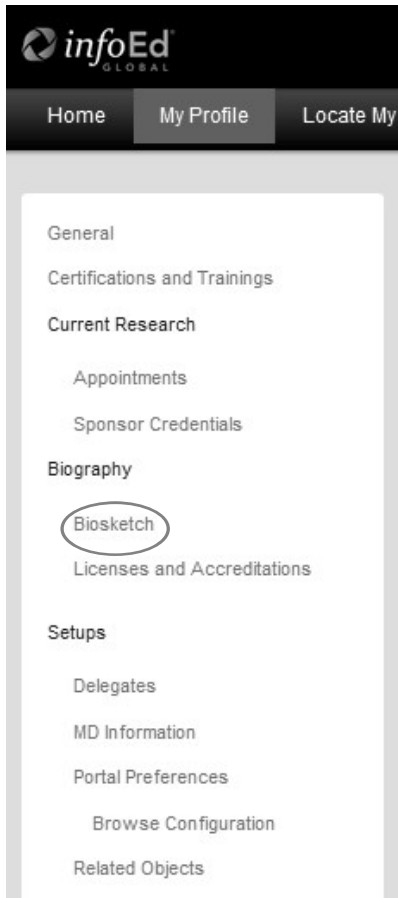 infoEd
GLOBAL
Home My Profile Locate My
General
Certifications and Trainings
Current Research
Appointments
Sponsor Credentials
Biography
Biosketch
Licenses and Accreditations
Setups
Delegates
MD Information
Portal Preferences
Browse Configuration
Related Objects